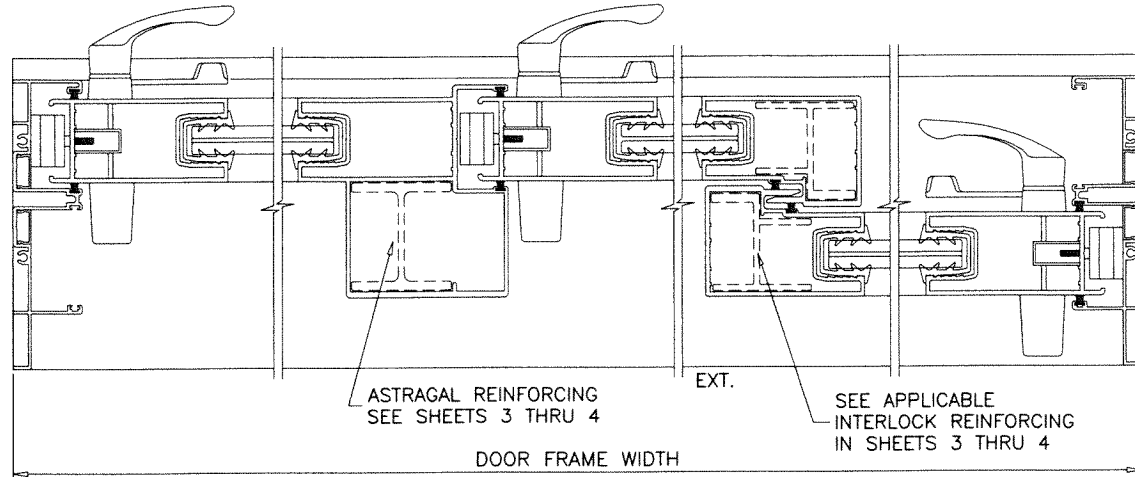 EXT.
ASTRAGAL REINFORCING
SEE SHEETS 3 THRU 4
SEE APPLICABLE
INTERLOCK REINFORCING
IN SHEETS 3 THRU 4
DOOR FRAME WIDTH